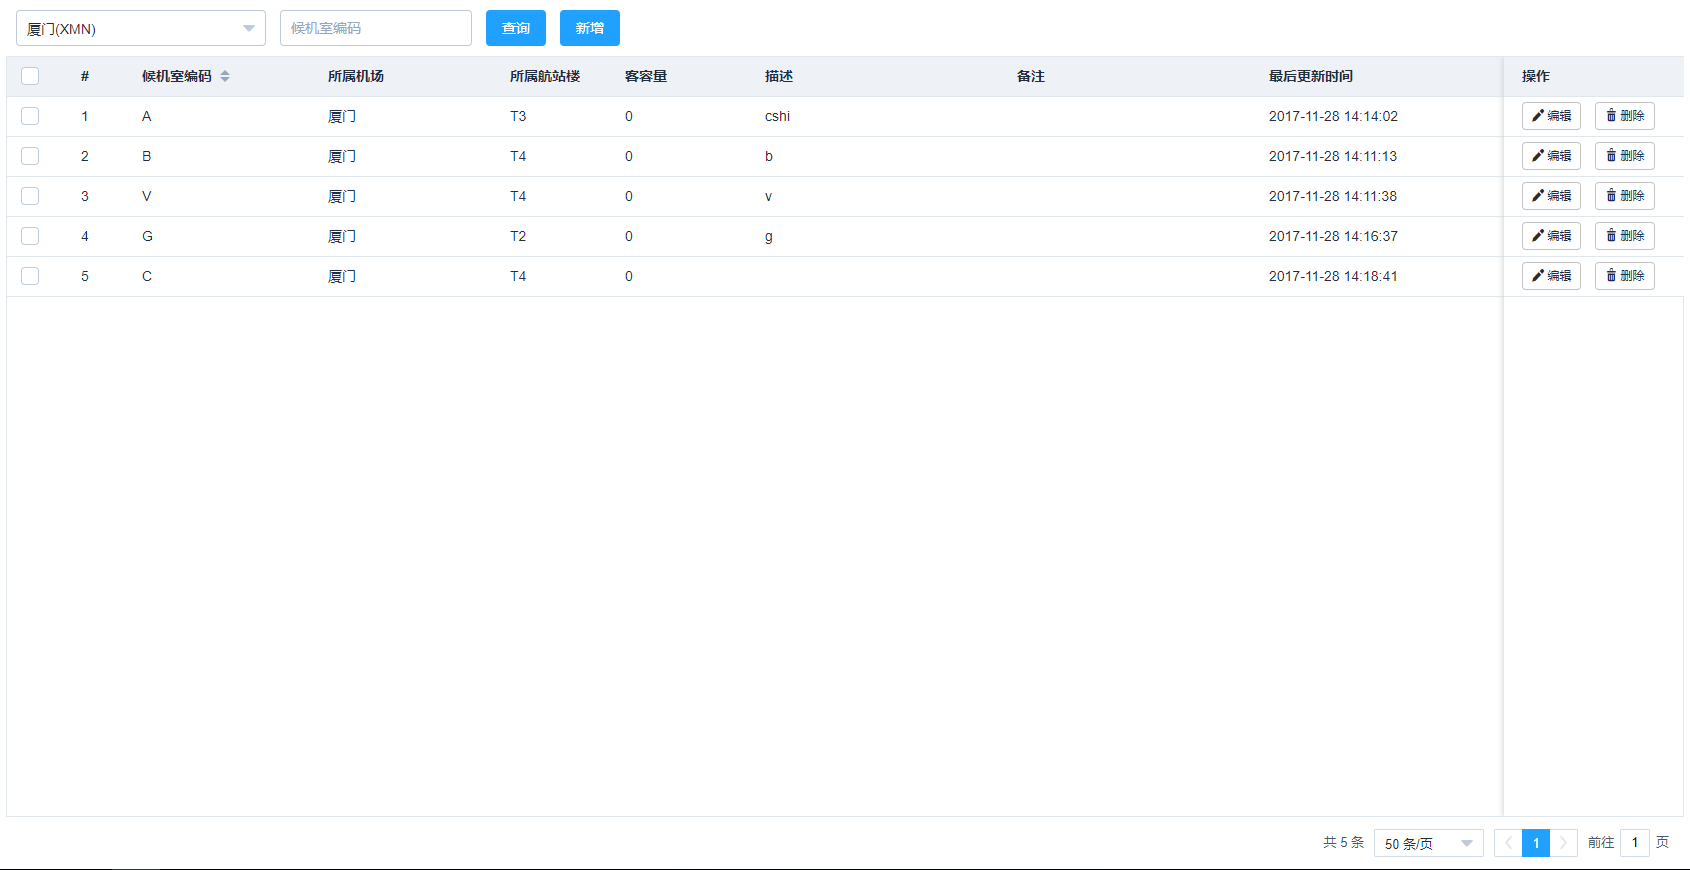 厦门(XMN) 候机室编码 查询 新增
# 候机室编码 所属机场 所属航站楼 客容量 描述 备注 最后更新时间 操作
1 A 厦门 T3 0 cshi 2017-11-28 14:14:02 编辑 删除
2 B 厦门 T4 0 b 2017-11-28 14:11:13 编辑 删除
3 V 厦门 T4 0 v 2017-11-28 14:11:38 编辑 删除
4 G 厦门 T2 0 g 2017-11-28 14:16:37 编辑 删除
5 C 厦门 T4 0 2017-11-28 14:18:41 编辑 删除
共 5 条 50 条/页 1 前往 1 页